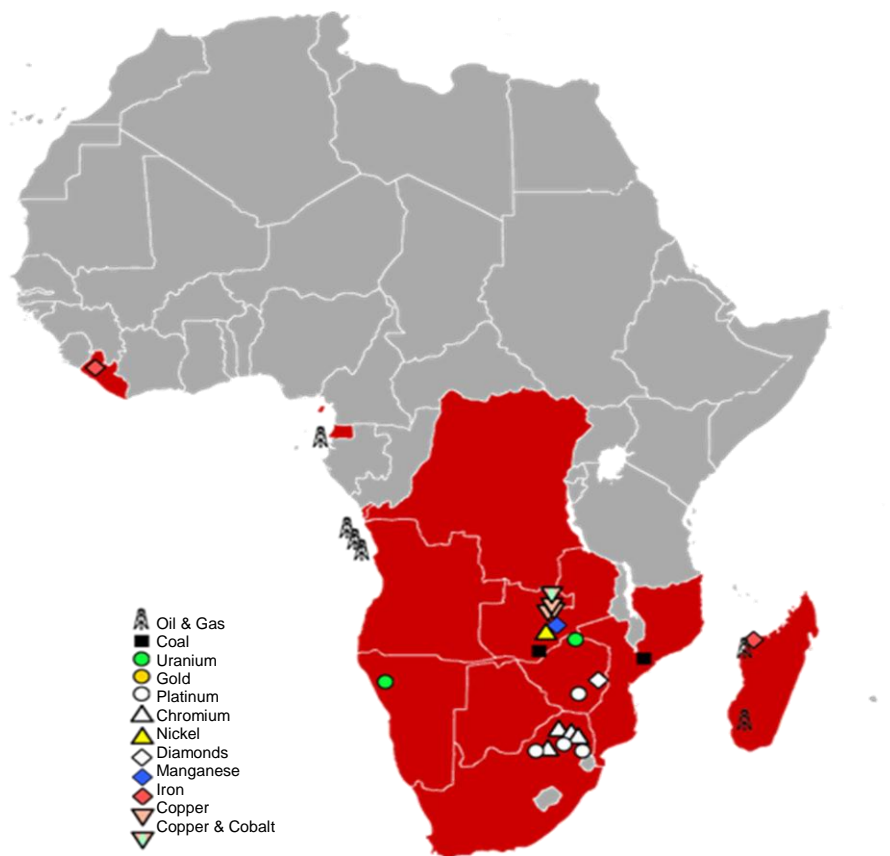 Oil & Gas
Coal
Uranium
Gold
Platinum
Chromium
Nickel
Diamonds
Manganese
Iron
Copper
Copper & Cobalt